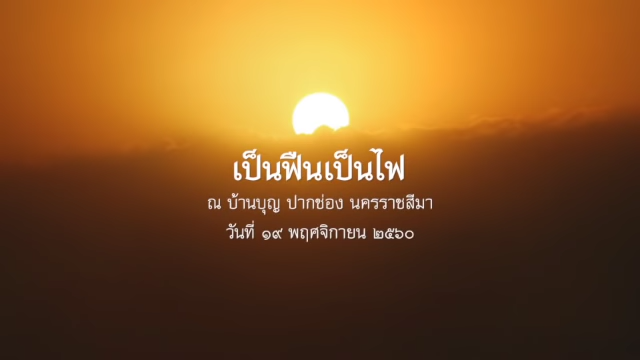 เป็นฟืนเป็นไฟ
ณ บ้านบุญ ปากช่อง นครราชสีมา
วันที่ ๑๙ พฤศจิกายน ๒๕๖๐